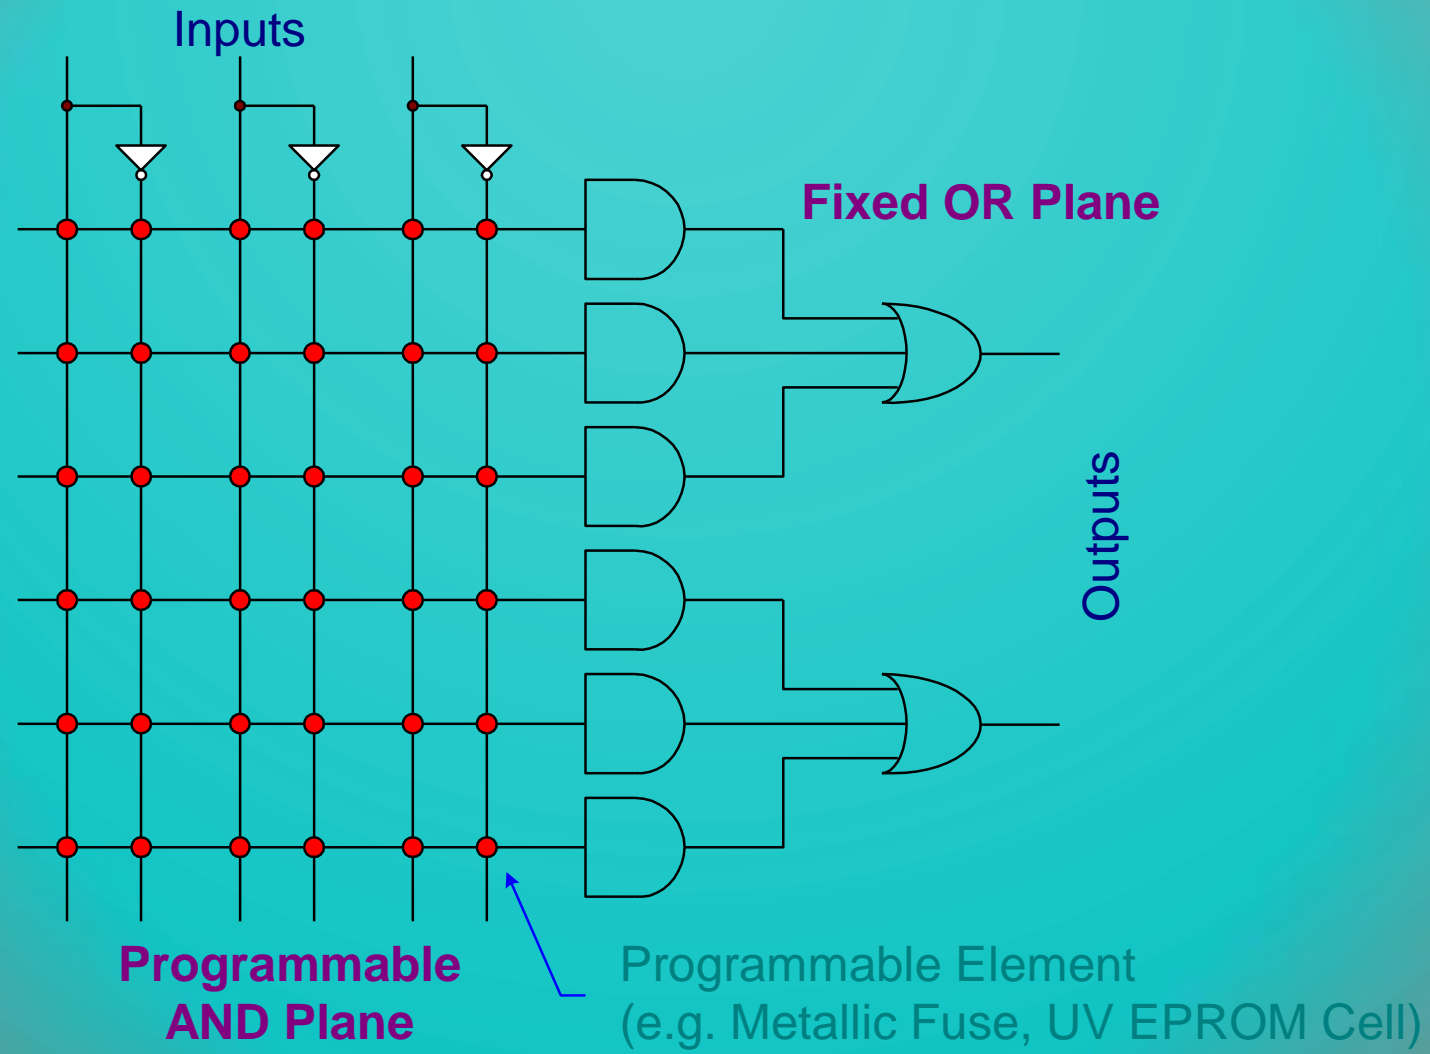 Inputs
Fixed OR Plane
Outputs
Programmable
AND Plane
Programmable Element
(e.g. Metallic Fuse, UV EPROM Cell)